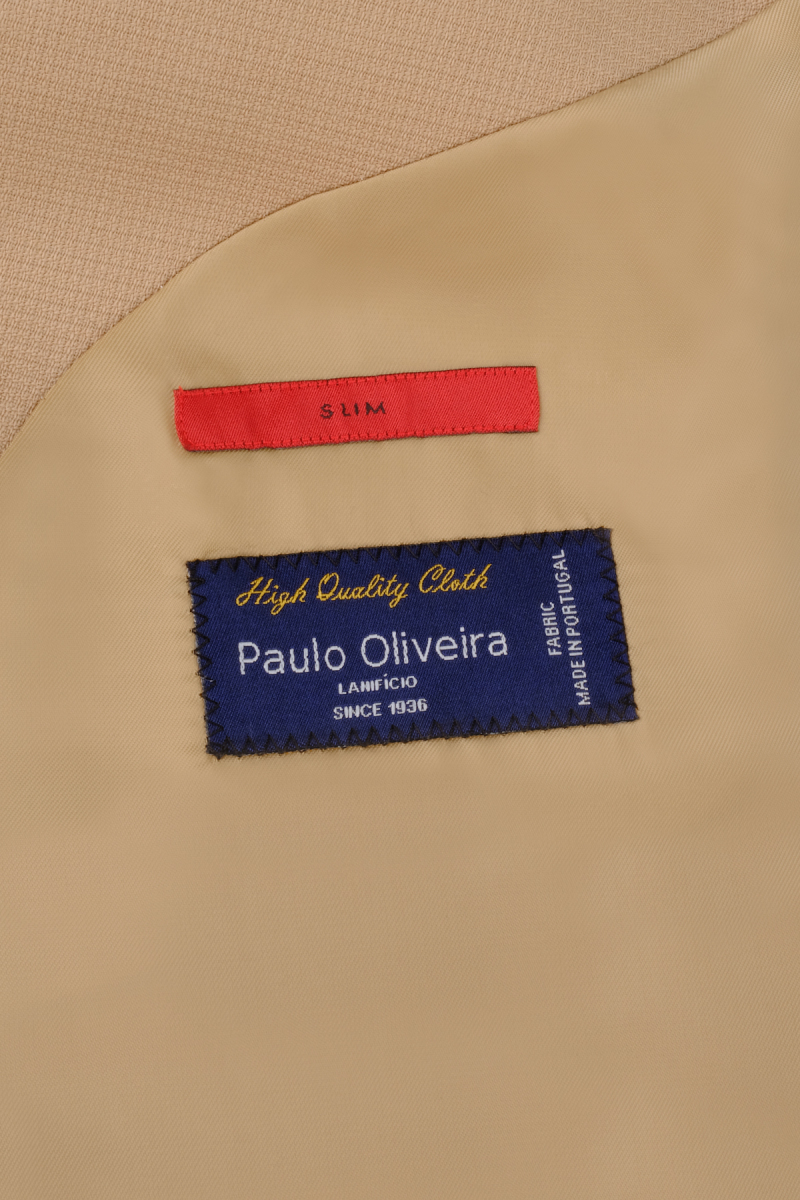 SLIM
High Quality Cloth
Paulo Oliveira
LANIFÍCIO
SINCE 1936
FABRIC
MADE IN PORTUGAL